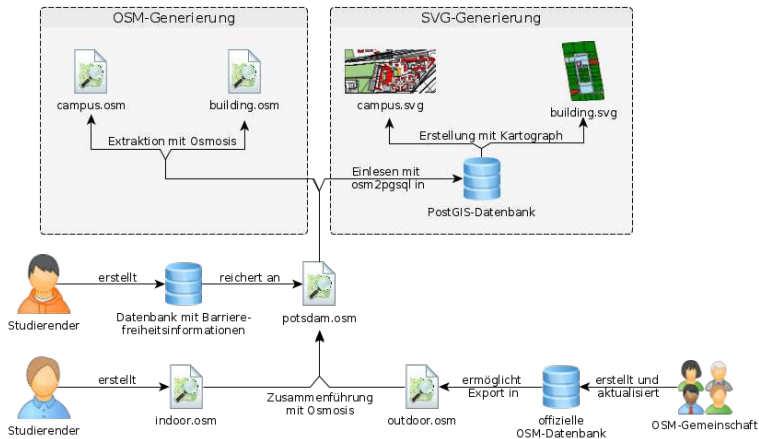 OSM-Generierung
SVG-Generierung
campus.osm
building.osm
campus.svg
building.svg
Extraktion mit Osmosis
Erstellung mit Kartograph
Einlesen mit
osm2pgsql in
PostGIS-Datenbank
Studierender
erstellt
Datenbank mit Barriere-
freiheitsinformationen
reichert an
potsdam.osm
Studierender
erstellt
indoor.osm
Zusammenführung
mit Osmosis
outdoor.osm
ermöglicht
Export in
offizielle
OSM-Datenbank
erstellt und
aktualisiert
OSM-Gemeinschaft